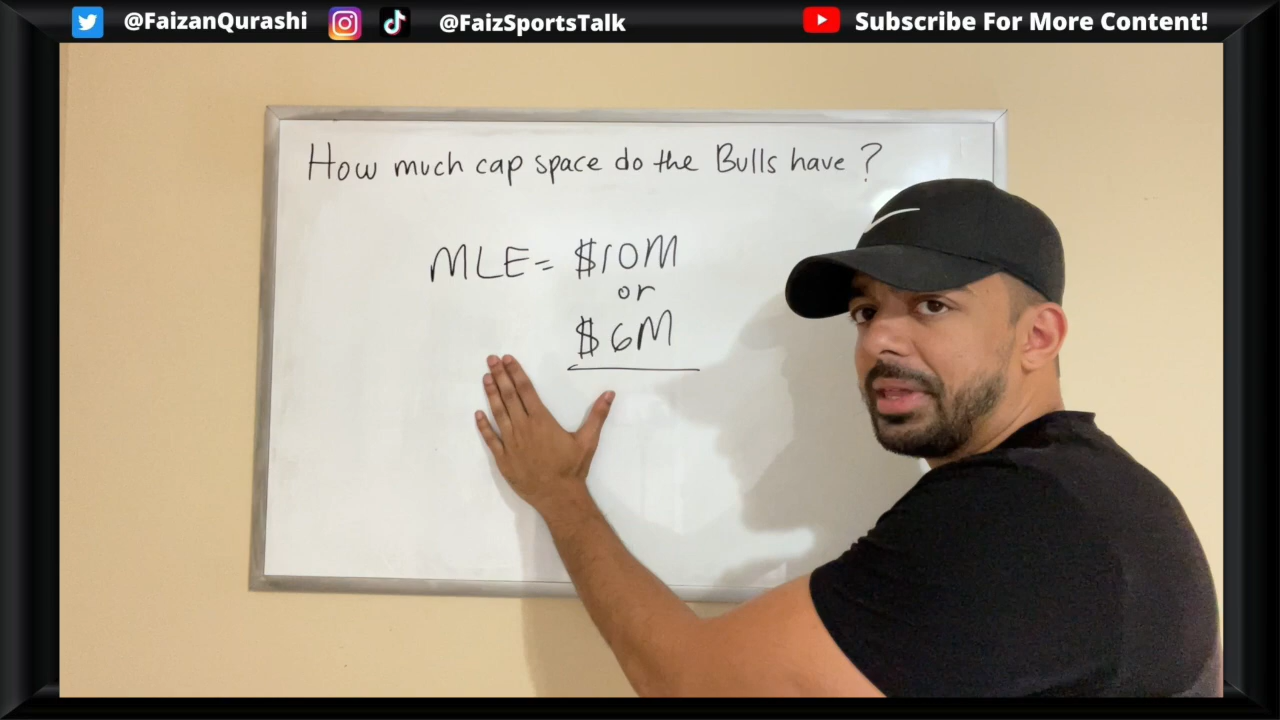 @FaizanQurashi @FaizSportsTalk Subscribe For More Content!
How much cap space do the Bulls have?
MLE = $10M
or
$6M